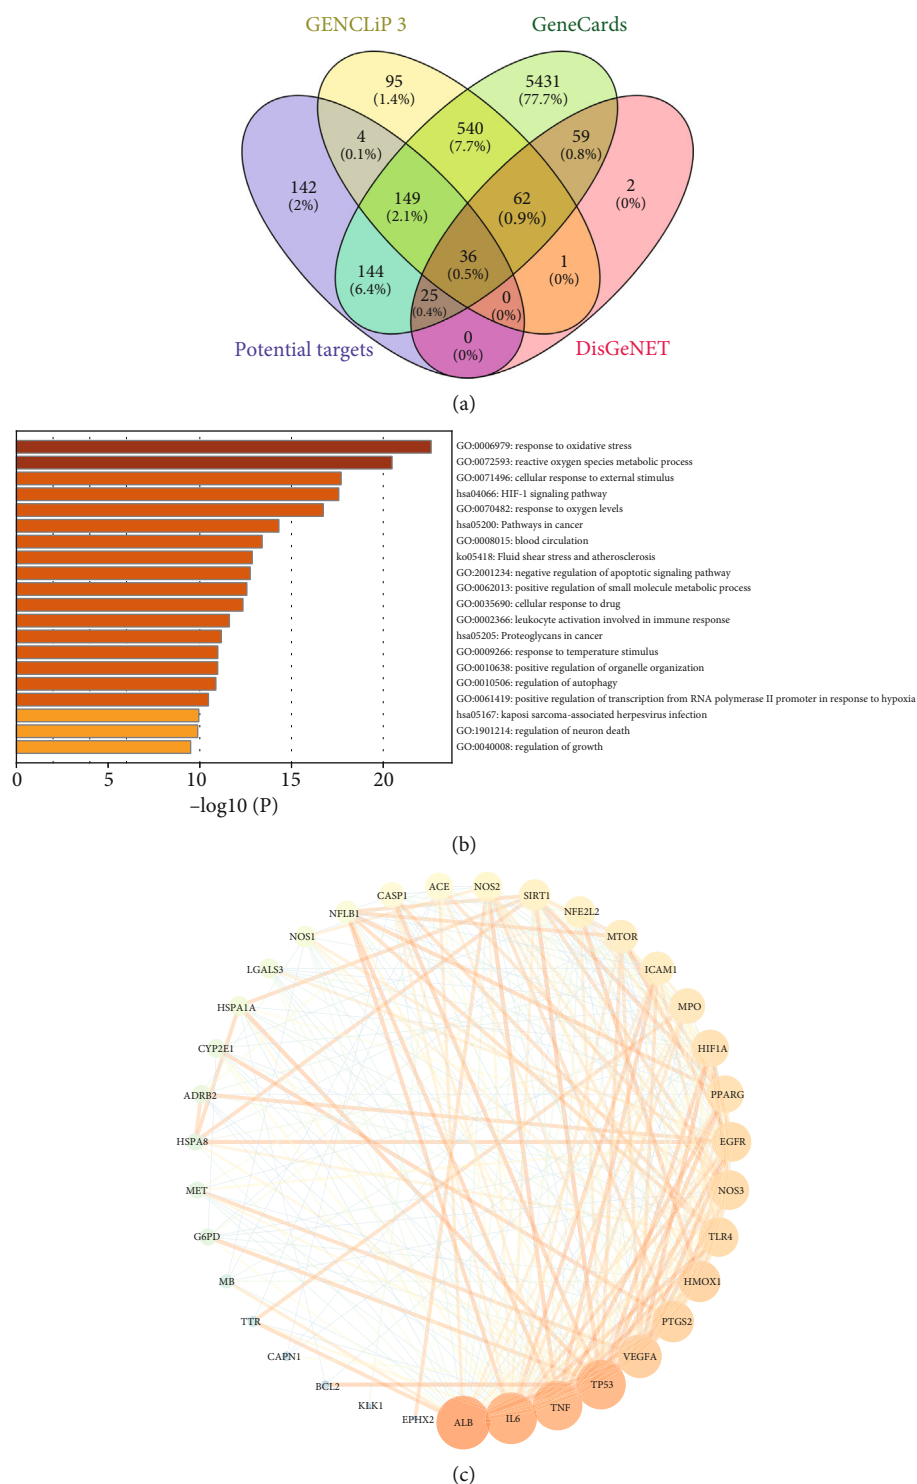 GENCLiP 3
GeneCards
95
(1.4%)
5431
(77.7%)
4
(0.1%)
540
(7.7%)
59
(0.8%)
142
(2%)
149
(2.1%)
62
(0.9%)
2
(0%)
144
(6.4%)
36
(0.5%)
1
(0%)
25
(0.4%)
0
(0%)
Potential targets
0
(0%)
DisGeNET
(a)
GO:0006979: response to oxidative stress
GO:0072593: reactive oxygen species metabolic process
GO:0071496: cellular response to external stimulus
hsa04066: HIF-1 signaling pathway
GO:0070482: response to oxygen levels
hsa05200: Pathways in cancer
GO:0008015: blood circulation
ko05418: Fluid shear stress and atherosclerosis
GO:2001234: negative regulation of apoptotic signaling pathway
GO:0062013: positive regulation of small molecule metabolic process
GO:0035690: cellular response to drug
GO:0002366: leukocyte activation involved in immune response
hsa05205: Proteoglycans in cancer
GO:0009266: response to temperature stimulus
GO:0010638: positive regulation of organelle organization
GO:0010506: regulation of autophagy
GO:0061419: positive regulation of transcription from RNA polymerase II promoter in response to hypoxia
hsa05167: kaposi sarcoma-associated herpesvirus infection
GO:1901214: regulation of neuron death
GO:0040008: regulation of growth
0 5 10 15 20
–log10 (P)
(b)
ACE
NOS2
CASP1
SIRT1
NFLB1
NFE2L2
NOS1
MTOR
LGALS3
ICAM1
HSPA1A
MPO
CYP2E1
HIF1A
ADRB2
PPARG
HSPA8
EGFR
MET
NOS3
G6PD
TLR4
MB
HMOX1
TTR
PTGS2
CAPN1
VEGFA
BCL2
TP53
KLK1
TNF
EPHX2
IL6
ALB
(c)